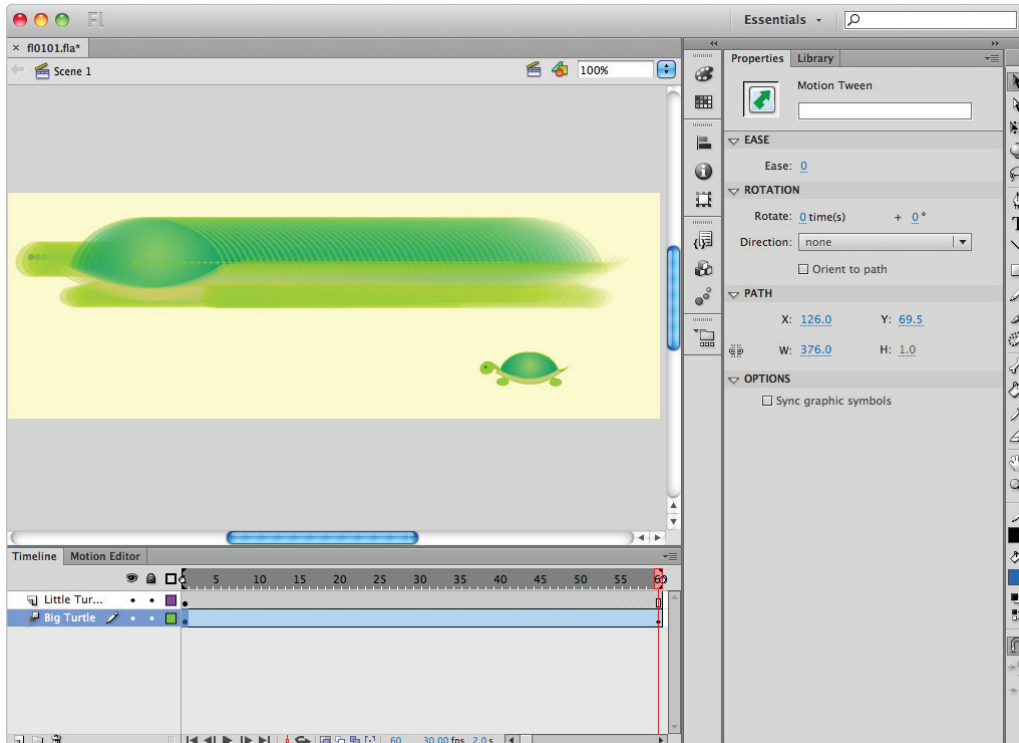 Fl
Essentials
× fl0101.fla*
Scene 1
100%
Properties Library
Motion Tween
EASE
Ease: 0
ROTATION
Rotate: 0 time(s) + 0 °
Direction: none
Orient to path
PATH
X: 126.0 Y: 69.5
W: 376.0 H: 1.0
OPTIONS
Sync graphic symbols
Timeline Motion Editor
5 10 15 20 25 30 35 40 45 50 55 60
Little Tur...
Big Turtle
60 30.00 fps 2.0 s